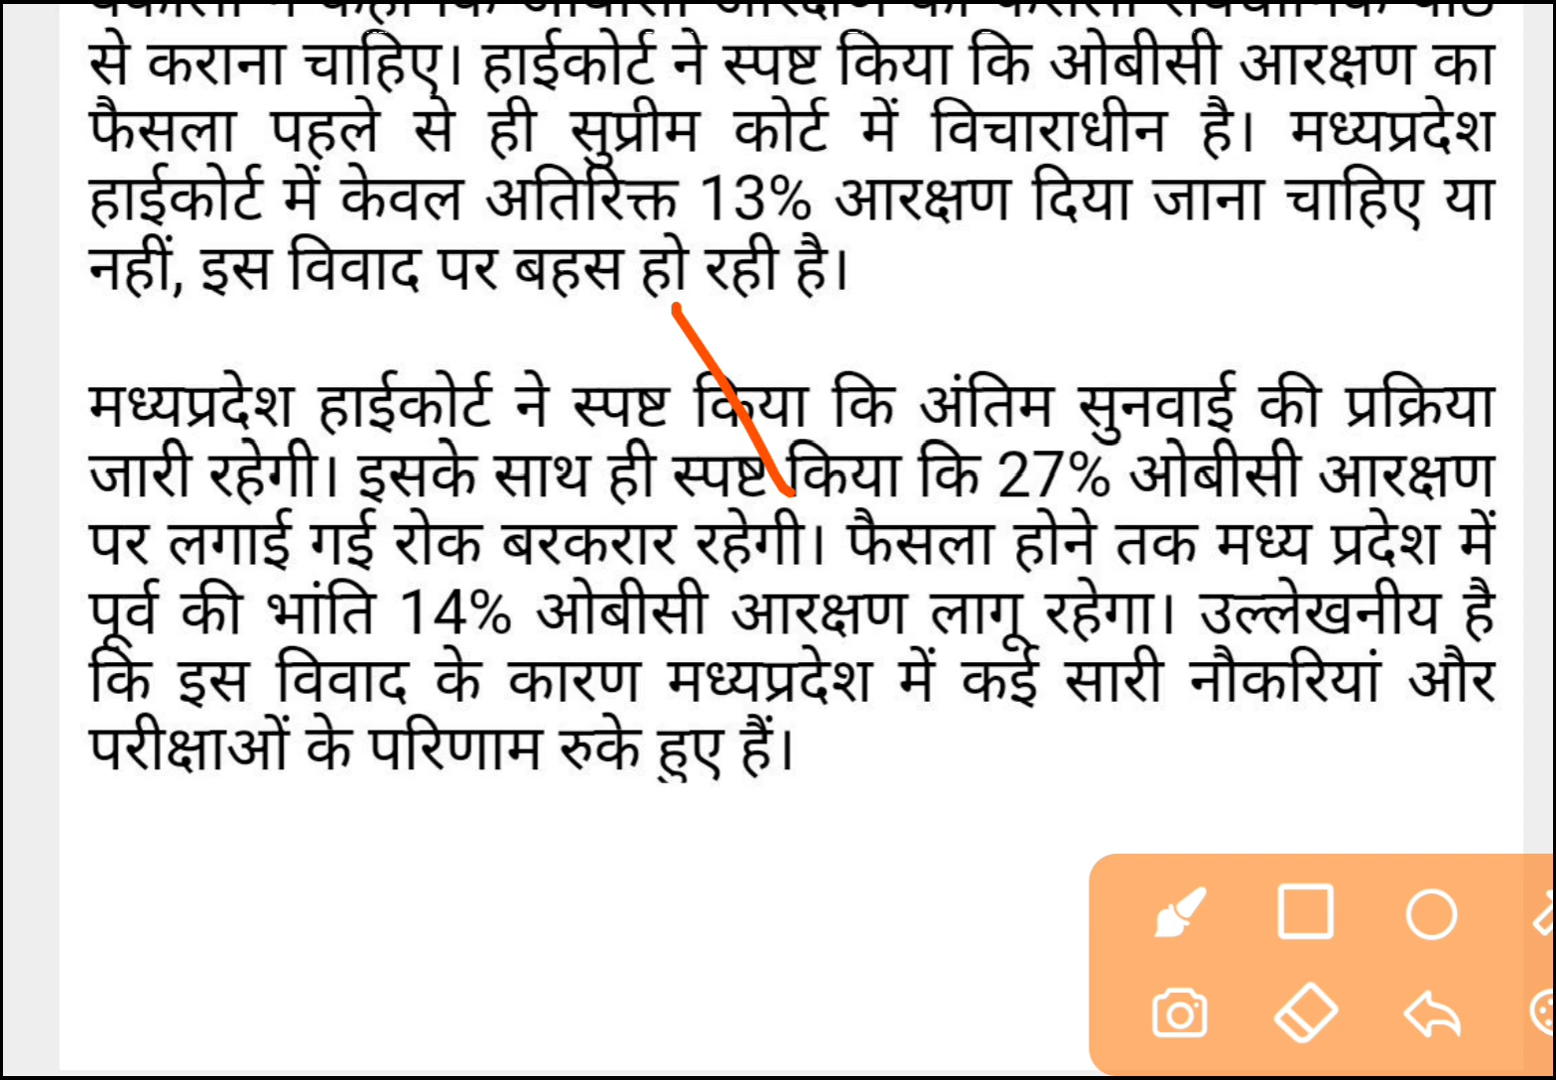 से कराना चाहिए। हाईकोर्ट ने स्पष्ट किया कि ओबीसी आरक्षण का
फैसला पहले से ही सुप्रीम कोर्ट में विचाराधीन है। मध्यप्रदेश
हाईकोर्ट में केवल अतिरिक्त 13% आरक्षण दिया जाना चाहिए या
नहीं, इस विवाद पर बहस हो रही है।
मध्यप्रदेश हाईकोर्ट ने स्पष्ट किया कि अंतिम सुनवाई की प्रक्रिया
जारी रहेगी। इसके साथ ही स्पष्ट किया कि 27% ओबीसी आरक्षण
पर लगाई गई रोक बरकरार रहेगी। फैसला होने तक मध्य प्रदेश में
पूर्व की भांति 14% ओबीसी आरक्षण लागू रहेगा। उल्लेखनीय है
कि इस विवाद के कारण मध्यप्रदेश में कई सारी नौकरियां और
परीक्षाओं के परिणाम रुके हुए हैं।